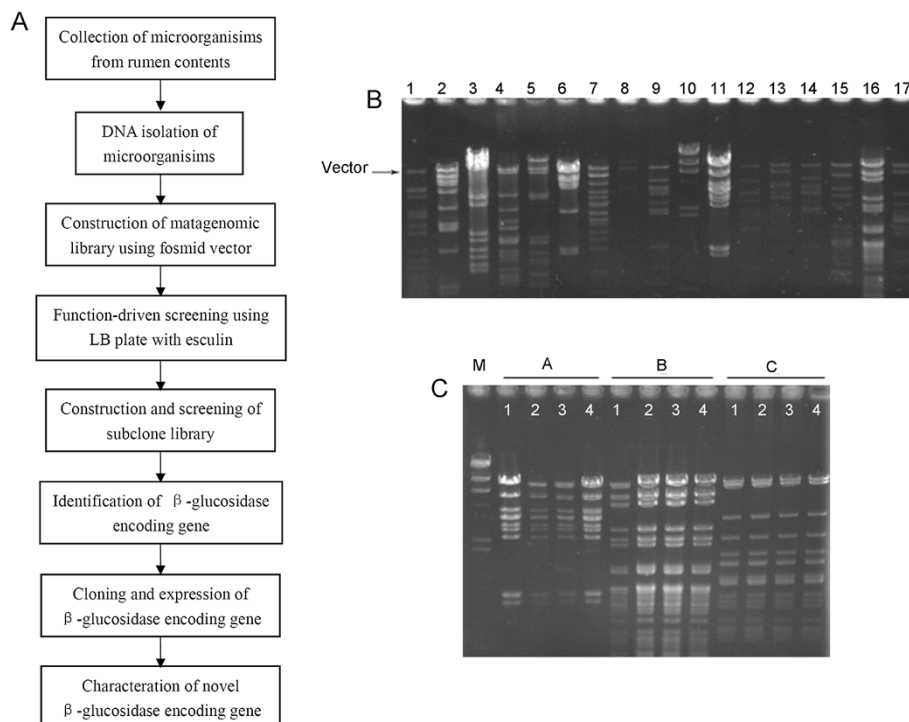 A
Collection of microorganisims
from rumen contents
DNA isolation of
microorganisims
Construction of matagenomic
library using fosmid vector
Function-driven screening using
LB plate with esculin
Construction and screening of
subclone library
Identification of β-glucosidase
encoding gene
Cloning and expression of
β-glucosidase encoding gene
Characteration of novel
β-glucosidase encoding gene
B
1 2 3 4 5 6 7 8 9 10 11 12 13 14 15 16 17
Vector
C
M A B C
1 2 3 4 1 2 3 4 1 2 3 4